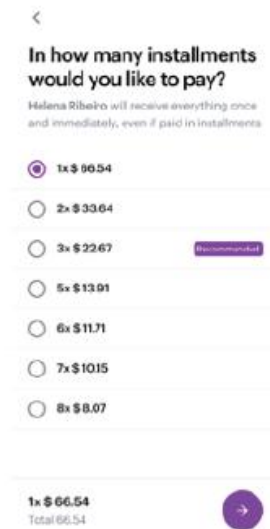 In how many installments
would you like to pay?
Helena Ribeiro will receive everything once
and immediately, even if paid in installments
1x $ 66.54
2x $ 33.64
3x $ 22.67
Recommended
5x $ 13.91
6x $ 11.71
7x $ 10.15
8x $ 8.07
1x $ 66.54
Total 66.54